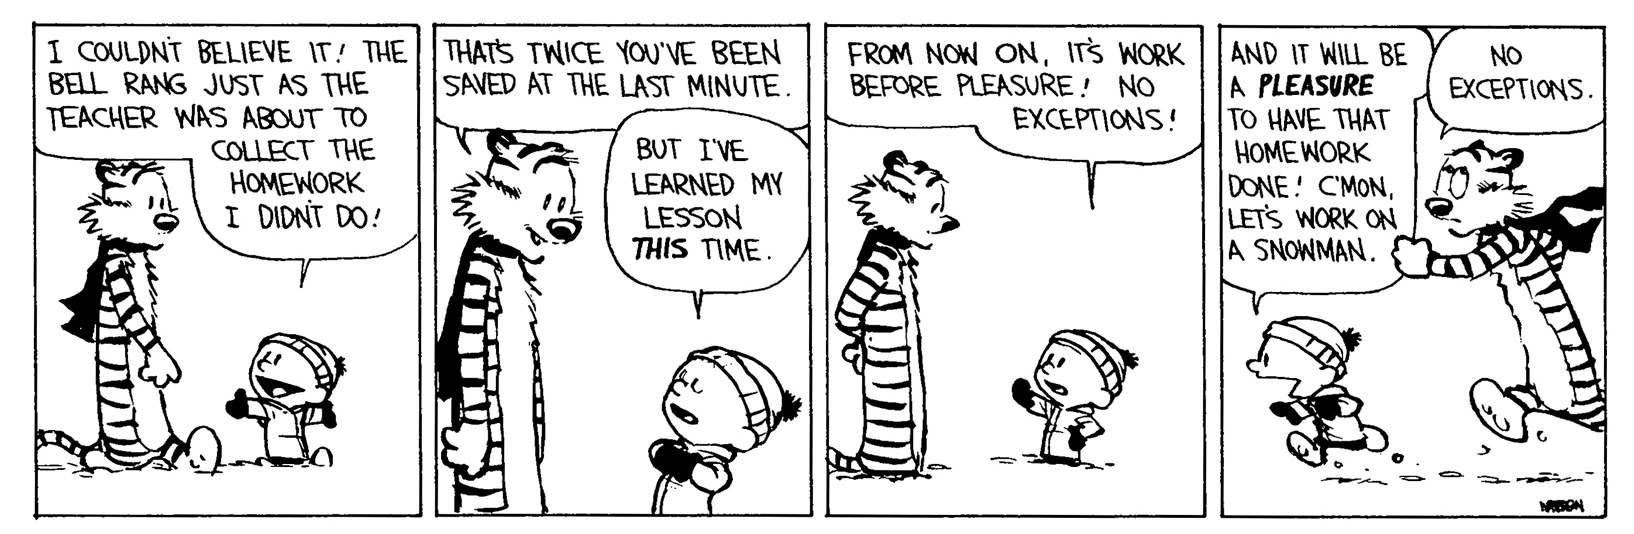 I COULDN'T BELIEVE IT! THE
BELL RANG JUST AS THE
TEACHER WAS ABOUT TO
COLLECT THE
HOMEWORK
I DIDN'T DO!
THAT'S TWICE YOU'VE BEEN
SAVED AT THE LAST MINUTE.
BUT I'VE
LEARNED MY
LESSON
THIS TIME.
FROM NOW ON, IT'S WORK
BEFORE PLEASURE! NO
EXCEPTIONS!
AND IT WILL BE
A PLEASURE
TO HAVE THAT
HOMEWORK
DONE! C'MON,
LET'S WORK ON
A SNOWMAN.
NO
EXCEPTIONS.